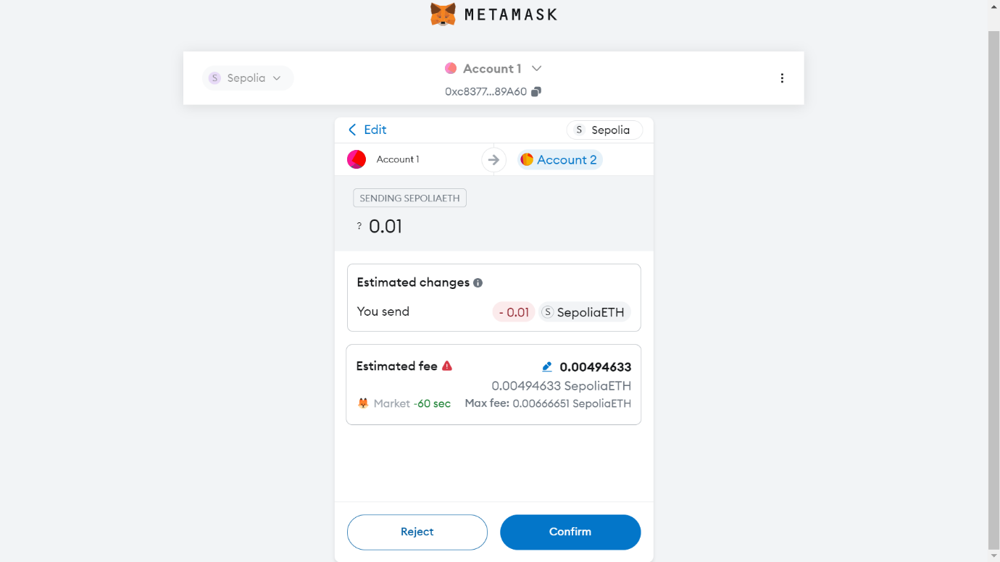 METAMASK
S Sepolia
Account 1
0xc8377...89A60
Edit
S Sepolia
Account 1
Account 2
SENDING SEPOLIAETH
? 0.01
Estimated changes
You send - 0.01 S SepoliaETH
Estimated fee 0.00494633
0.00494633 SepoliaETH
Market -60 sec Max fee: 0.00666651 SepoliaETH
Reject
Confirm